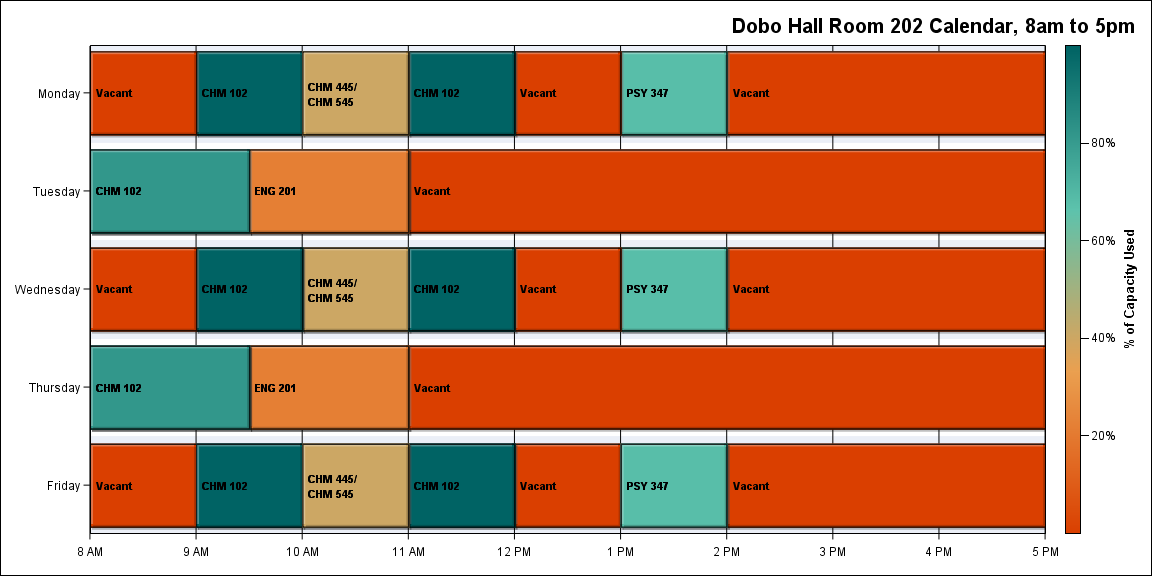 Dobo Hall Room 202 Calendar, 8am to 5pm
Monday
Vacant
CHM 102
CHM 445/
CHM 545
CHM 102
Vacant
PSY 347
Vacant
Tuesday
CHM 102
ENG 201
Vacant
Wednesday
Vacant
CHM 102
CHM 445/
CHM 545
CHM 102
Vacant
PSY 347
Vacant
Thursday
CHM 102
ENG 201
Vacant
Friday
Vacant
CHM 102
CHM 445/
CHM 545
CHM 102
Vacant
PSY 347
Vacant
8 AM
9 AM
10 AM
11 AM
12 PM
1 PM
2 PM
3 PM
4 PM
5 PM
80%
60%
40%
20%
% of Capacity Used